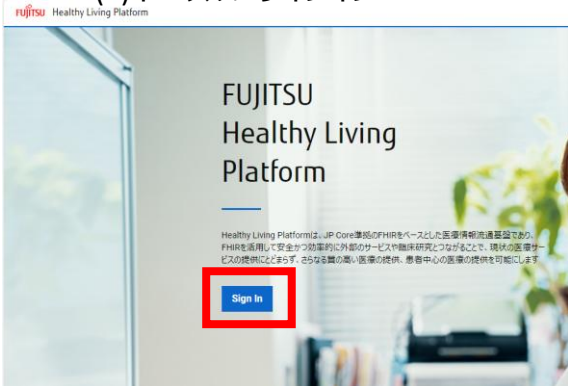 FUJITSU Healthy Living Platform
FUJITSU
Healthy Living
Platform
Healthy Living Platformは、JP Core準拠のFHIRをベースとした医療情報流通基盤であり、
FHIRを活用して安全かつ効率的に外部のサービスや臨床研究とつながることで、現状の医療サー
ビスの提供にとどまらず、さらなる質の高い医療の提供、患者中心の医療の提供を可能にします
Sign In